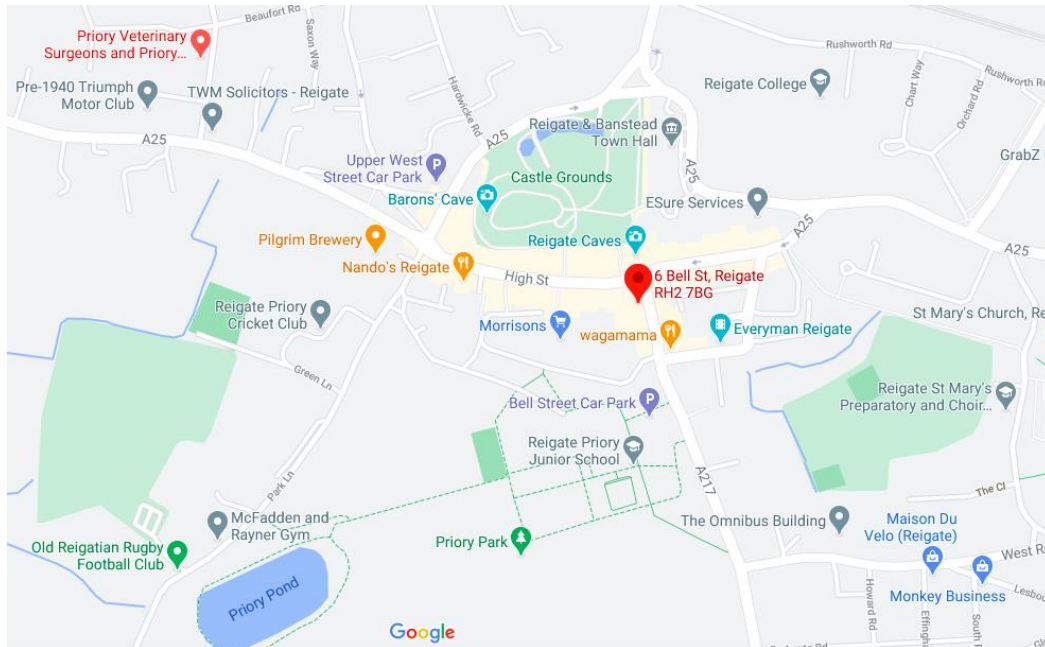 Beaufort Rd
Priory Veterinary
Surgeons and Priory…
Saxon Way
Rushworth Rd
Rushworth Rd
Pre-1940 Triumph
Motor Club
TWM Solicitors - Reigate
Hardwicke Rd
Reigate College
Chart Way
Orchard Rd
A25
A25
Reigate & Banstead
Town Hall
GrabZ
Upper West
Street Car Park
P
Castle Grounds
A25
Barons' Cave
ESure Services
A25
A25
Pilgrim Brewery
Reigate Caves
Nando's Reigate
High St
6 Bell St, Reigate
RH2 7BG
Reigate Priory
Cricket Club
Morrisons
wagamama
Everyman Reigate
St Mary's Church, Re
Green Ln
Bell Street Car Park
P
Reigate St Mary's
Preparatory and Choir…
Reigate Priory
Junior School
Park Ln
A217
The Cl
McFadden and
Rayner Gym
The Omnibus Building
Maison Du
Velo (Reigate)
Old Reigatian Rugby
Football Club
Priory Park
West R
Priory Pond
Monkey Business
Lesbou
Howard Rd
Effingh
South
Google